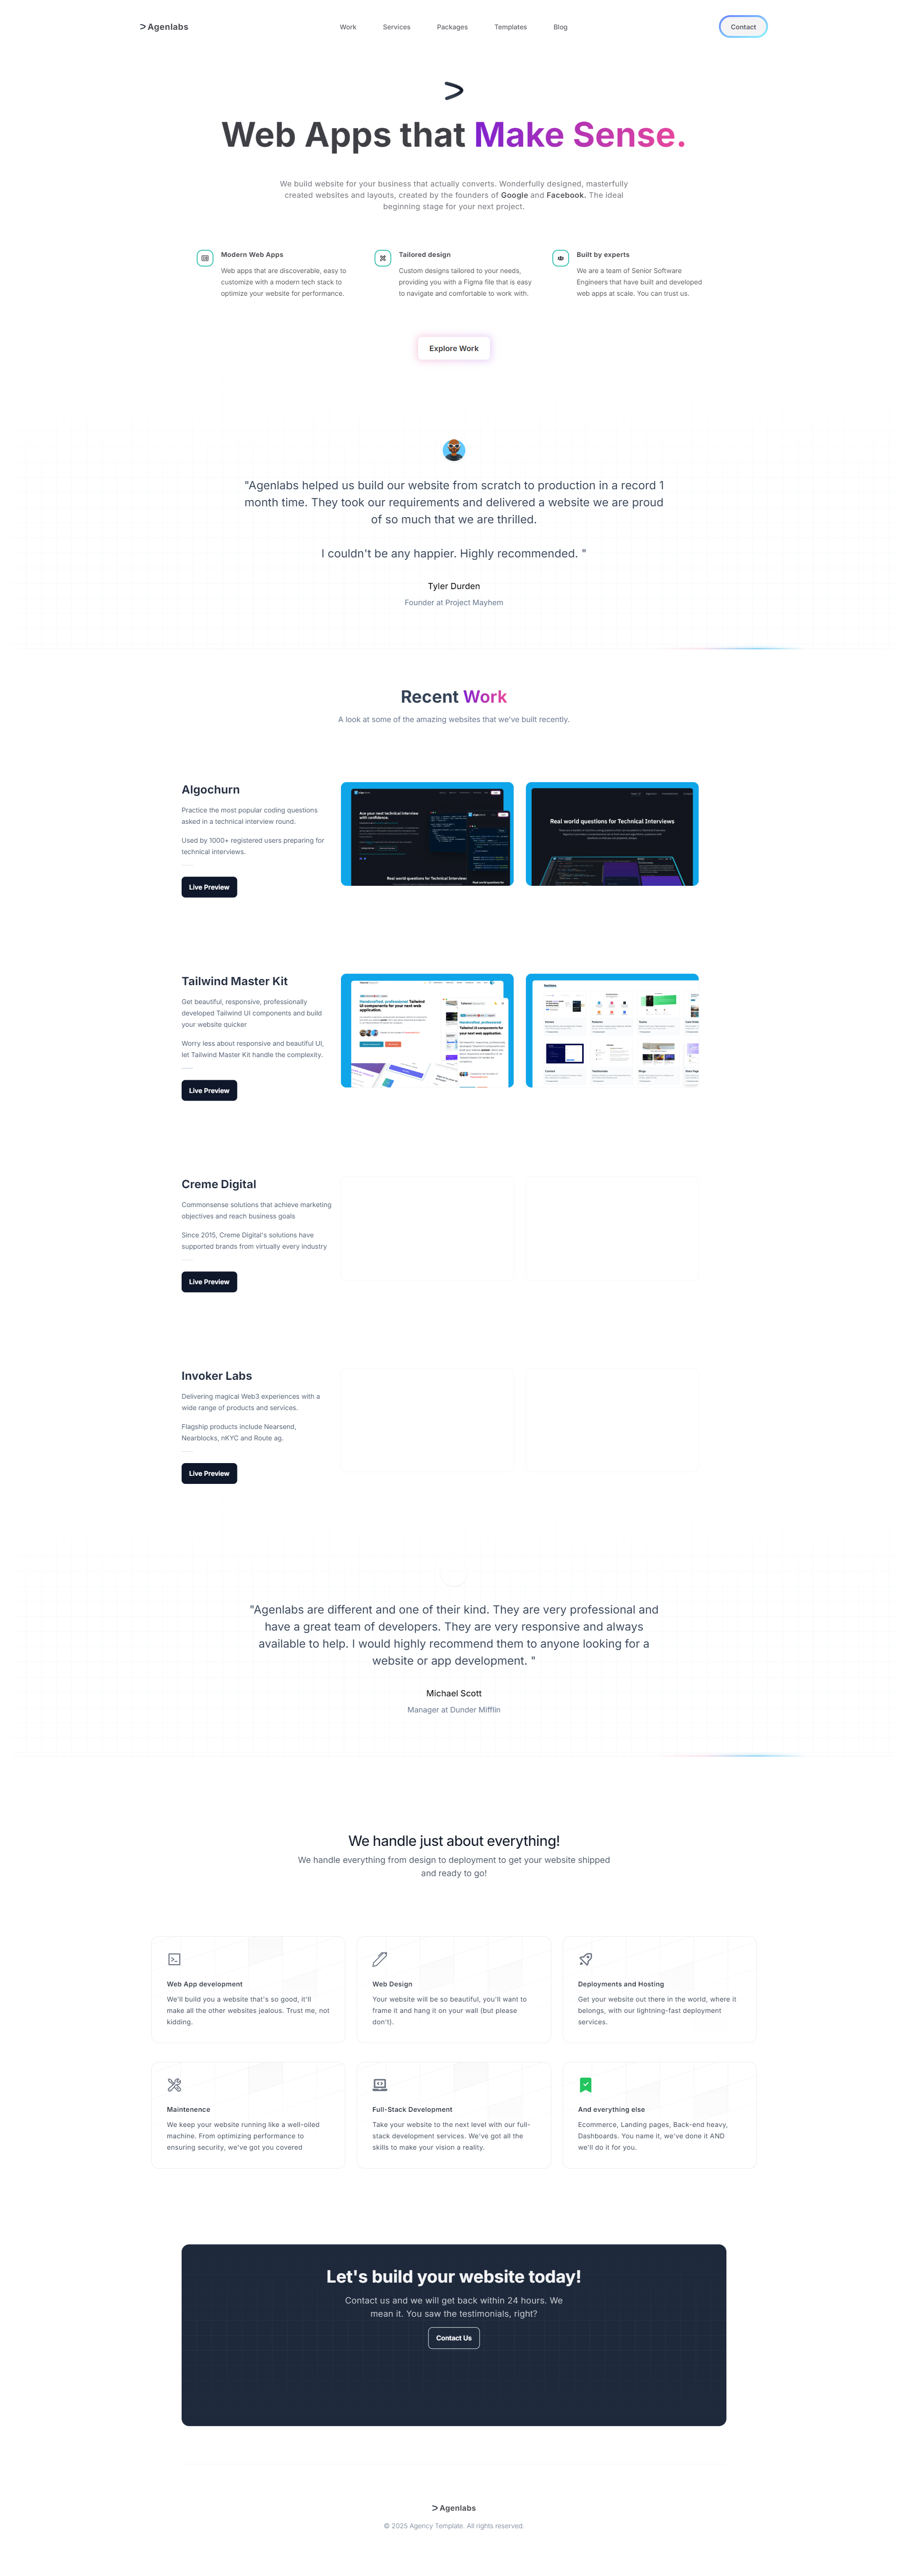 Agenlabs
Work
Services
Packages
Templates
Blog
Contact
Web Apps that Make Sense.
We build website for your business that actually converts. Wonderfully designed, masterfully
created websites and layouts, created by the founders of Google and Facebook. The ideal
beginning stage for your next project.
Modern Web Apps
Web apps that are discoverable, easy to
customize with a modern tech stack to
optimize your website for performance.
Tailored design
Custom designs tailored to your needs,
providing you with a Figma file that is easy
to navigate and comfortable to work with.
Built by experts
We are a team of Senior Software
Engineers that have built and developed
web apps at scale. You can trust us.
Explore Work
"Agenlabs helped us build our website from scratch to production in a record 1
month time. They took our requirements and delivered a website we are proud
of so much that we are thrilled.
I couldn't be any happier. Highly recommended. "
Tyler Durden
Founder at Project Mayhem
Recent Work
A look at some of the amazing websites that we've built recently.
Algochurn
Practice the most popular coding questions
asked in a technical interview round.
Used by 1000+ registered users preparing for
technical interviews.
Live Preview
Ace your next technical interview
with confidence.
Real world questions for Technical Interviews
Real world questions for Technical Interviews
Tailwind Master Kit
Get beautiful, responsive, professionally
developed Tailwind UI components and build
your website quicker
Worry less about responsive and beautiful UI,
let Tailwind Master Kit handle the complexity.
Live Preview
Handcrafted, professional Tailwind
UI components for your next web
application.
Creme Digital
Commonsense solutions that achieve marketing
objectives and reach business goals
Since 2015, Creme Digital's solutions have
supported brands from virtually every industry
Live Preview
Invoker Labs
Delivering magical Web3 experiences with a
wide range of products and services.
Flagship products include Nearsend,
Nearblocks, nKYC and Route ag.
Live Preview
"Agenlabs are different and one of their kind. They are very professional and
have a great team of developers. They are very responsive and always
available to help. I would highly recommend them to anyone looking for a
website or app development. "
Michael Scott
Manager at Dunder Mifflin
We handle just about everything!
We handle everything from design to deployment to get your website shipped
and ready to go!
Web App development
We'll build you a website that's so good, it'll
make all the other websites jealous. Trust me, not
kidding.
Web Design
Your website will be so beautiful, you'll want to
frame it and hang it on your wall (but please
don't).
Deployments and Hosting
Get your website out there in the world, where it
belongs, with our lightning-fast deployment
services.
Maintenence
We keep your website running like a well-oiled
machine. From optimizing performance to
ensuring security, we've got you covered
Full-Stack Development
Take your website to the next level with our full-
stack development services. We've got all the
skills to make your vision a reality.
And everything else
Ecommerce, Landing pages, Back-end heavy,
Dashboards. You name it, we've done it AND
we'll do it for you.
Let's build your website today!
Contact us and we will get back within 24 hours. We
mean it. You saw the testimonials, right?
Contact Us
Agenlabs
© 2025 Agency Template. All rights reserved.